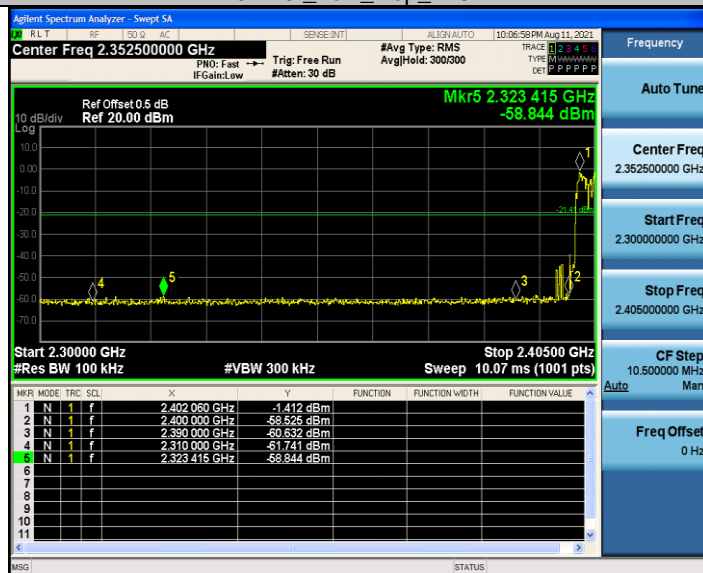 Agilent Spectrum Analyzer - Swept SA
RLT RF 50 Ω AC SENSE:INT ALIGN AUTO 10:06:58 PM Aug 11, 2021
Center Freq 2.352500000 GHz #Avg Type: RMS TRACE 1 2 3 4 5 6 Frequency
PNO: Fast Trig: Free Run Avg|Hold: 300/300 TYPE M
IFGain:Low #Atten: 30 dB DET P P P P P P
Auto Tune
Mkr5 2.323 415 GHz
Ref Offset 0.5 dB
10 dB/div Ref 20.00 dBm -58.844 dBm
Log
10.0
0.00
-10.0
-20.0
-30.0
-40.0
-50.0
-60.0
-70.0
1
-21.41 dBm
4 5 3 2
Center Freq
2.352500000 GHz
Start Freq
2.300000000 GHz
Stop Freq
2.405000000 GHz
Start 2.30000 GHz Stop 2.40500 GHz
#Res BW 100 kHz #VBW 300 kHz Sweep 10.07 ms (1001 pts)
CF Step
10.500000 MHz
Auto Man
MKR MODE TRC SCL X Y FUNCTION FUNCTION WIDTH FUNCTION VALUE
1 N 1 f 2.402 060 GHz -1.412 dBm
2 N 1 f 2.400 000 GHz -58.525 dBm
3 N 1 f 2.390 000 GHz -60.632 dBm
4 N 1 f 2.310 000 GHz -61.741 dBm
5 N 1 f 2.323 415 GHz -58.844 dBm
6
7
8
9
10
11
Freq Offset
0 Hz
MSG STATUS